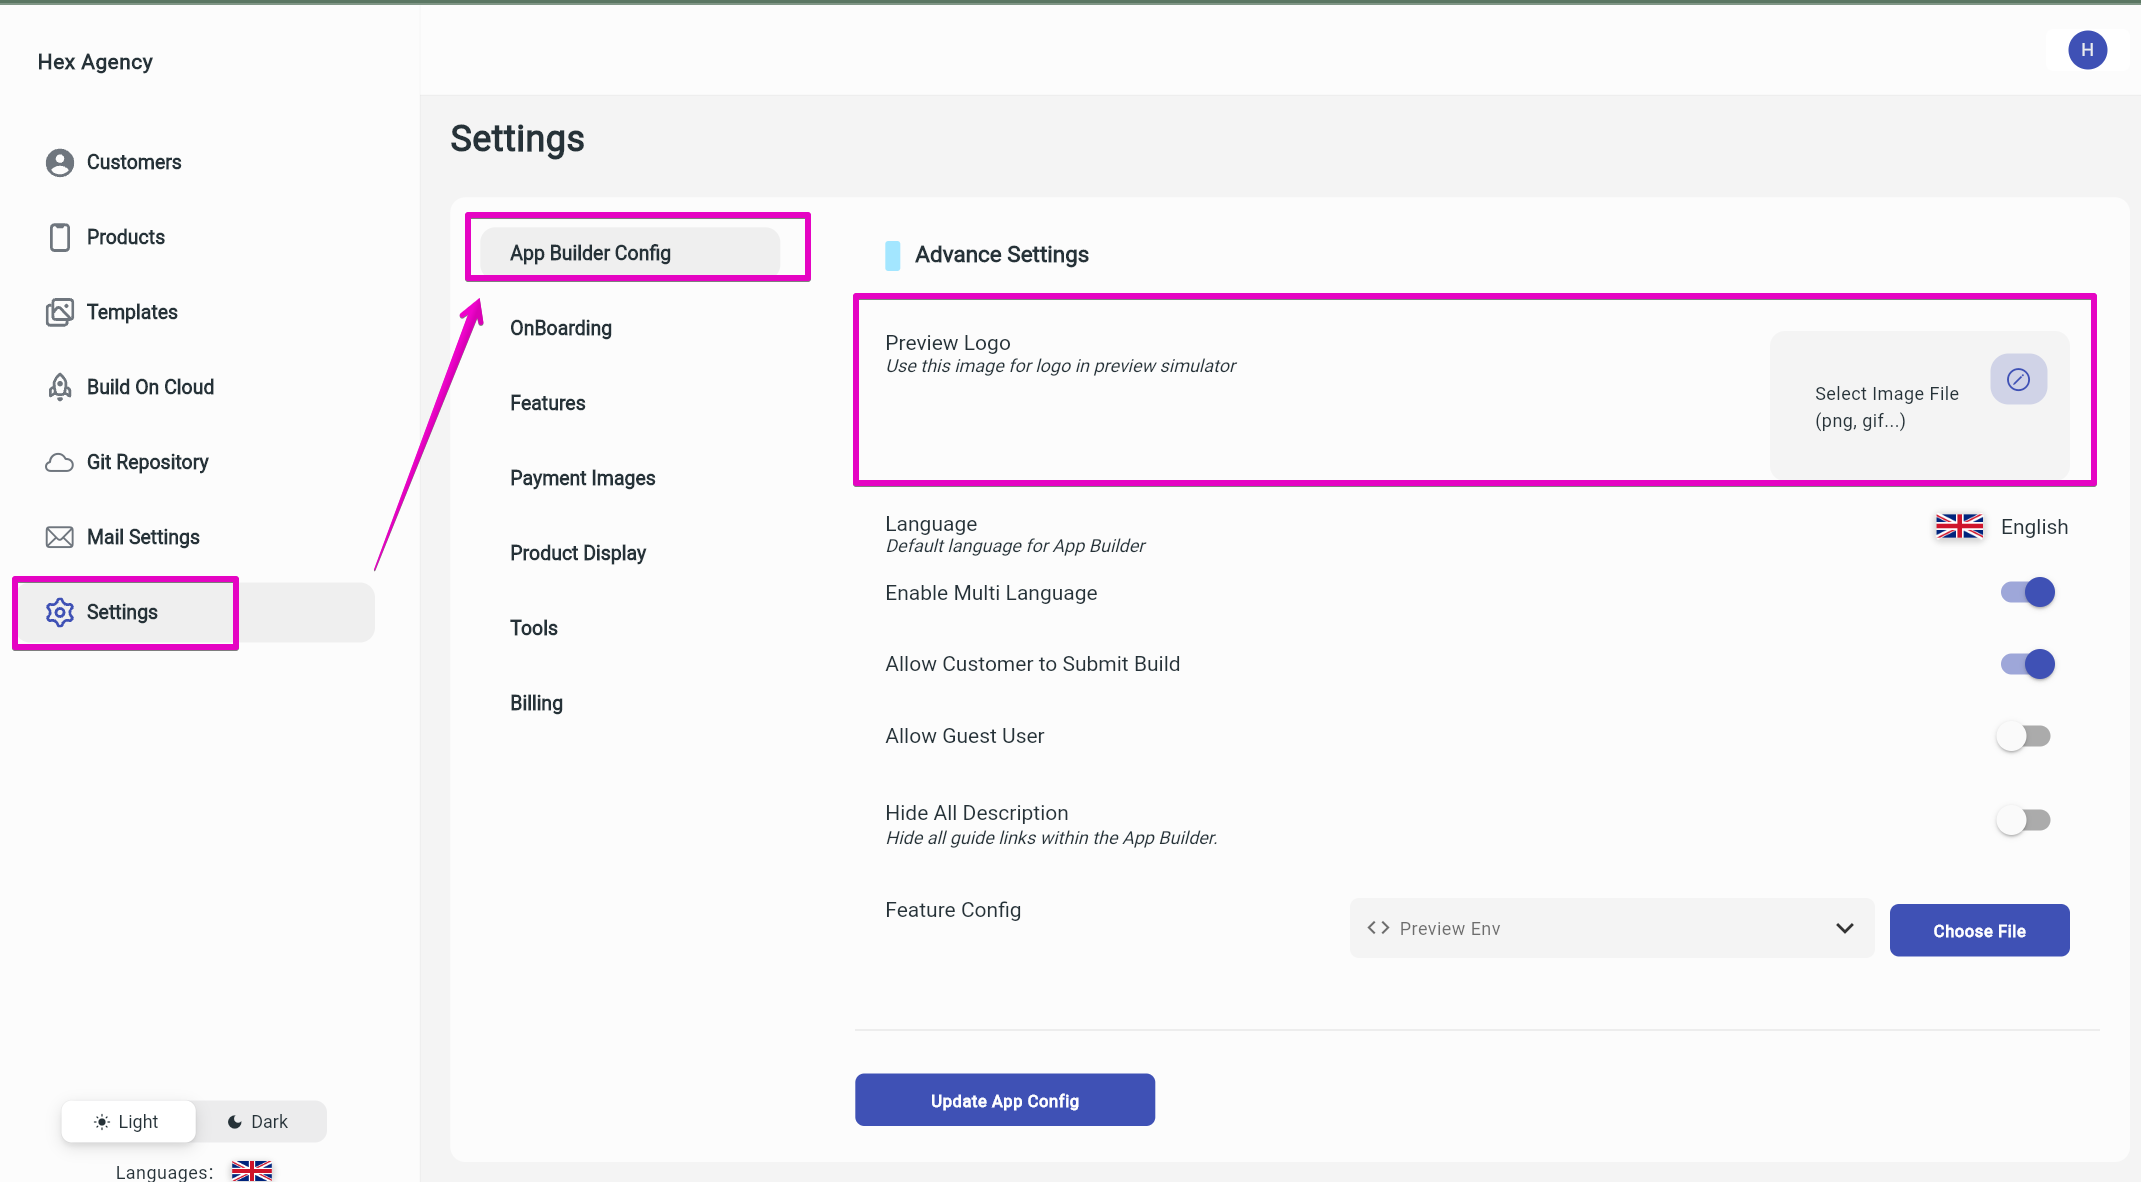 Hex Agency
H
Customers
Products
Templates
Build On Cloud
Git Repository
Mail Settings
Settings
Light
Dark
Languages:
Settings
App Builder Config
OnBoarding
Features
Payment Images
Product Display
Tools
Billing
Advance Settings
Preview Logo
Use this image for logo in preview simulator
Select Image File
(png, gif...)
Language
Default language for App Builder
English
Enable Multi Language
Allow Customer to Submit Build
Allow Guest User
Hide All Description
Hide all guide links within the App Builder.
Feature Config
Preview Env
Choose File
Update App Config